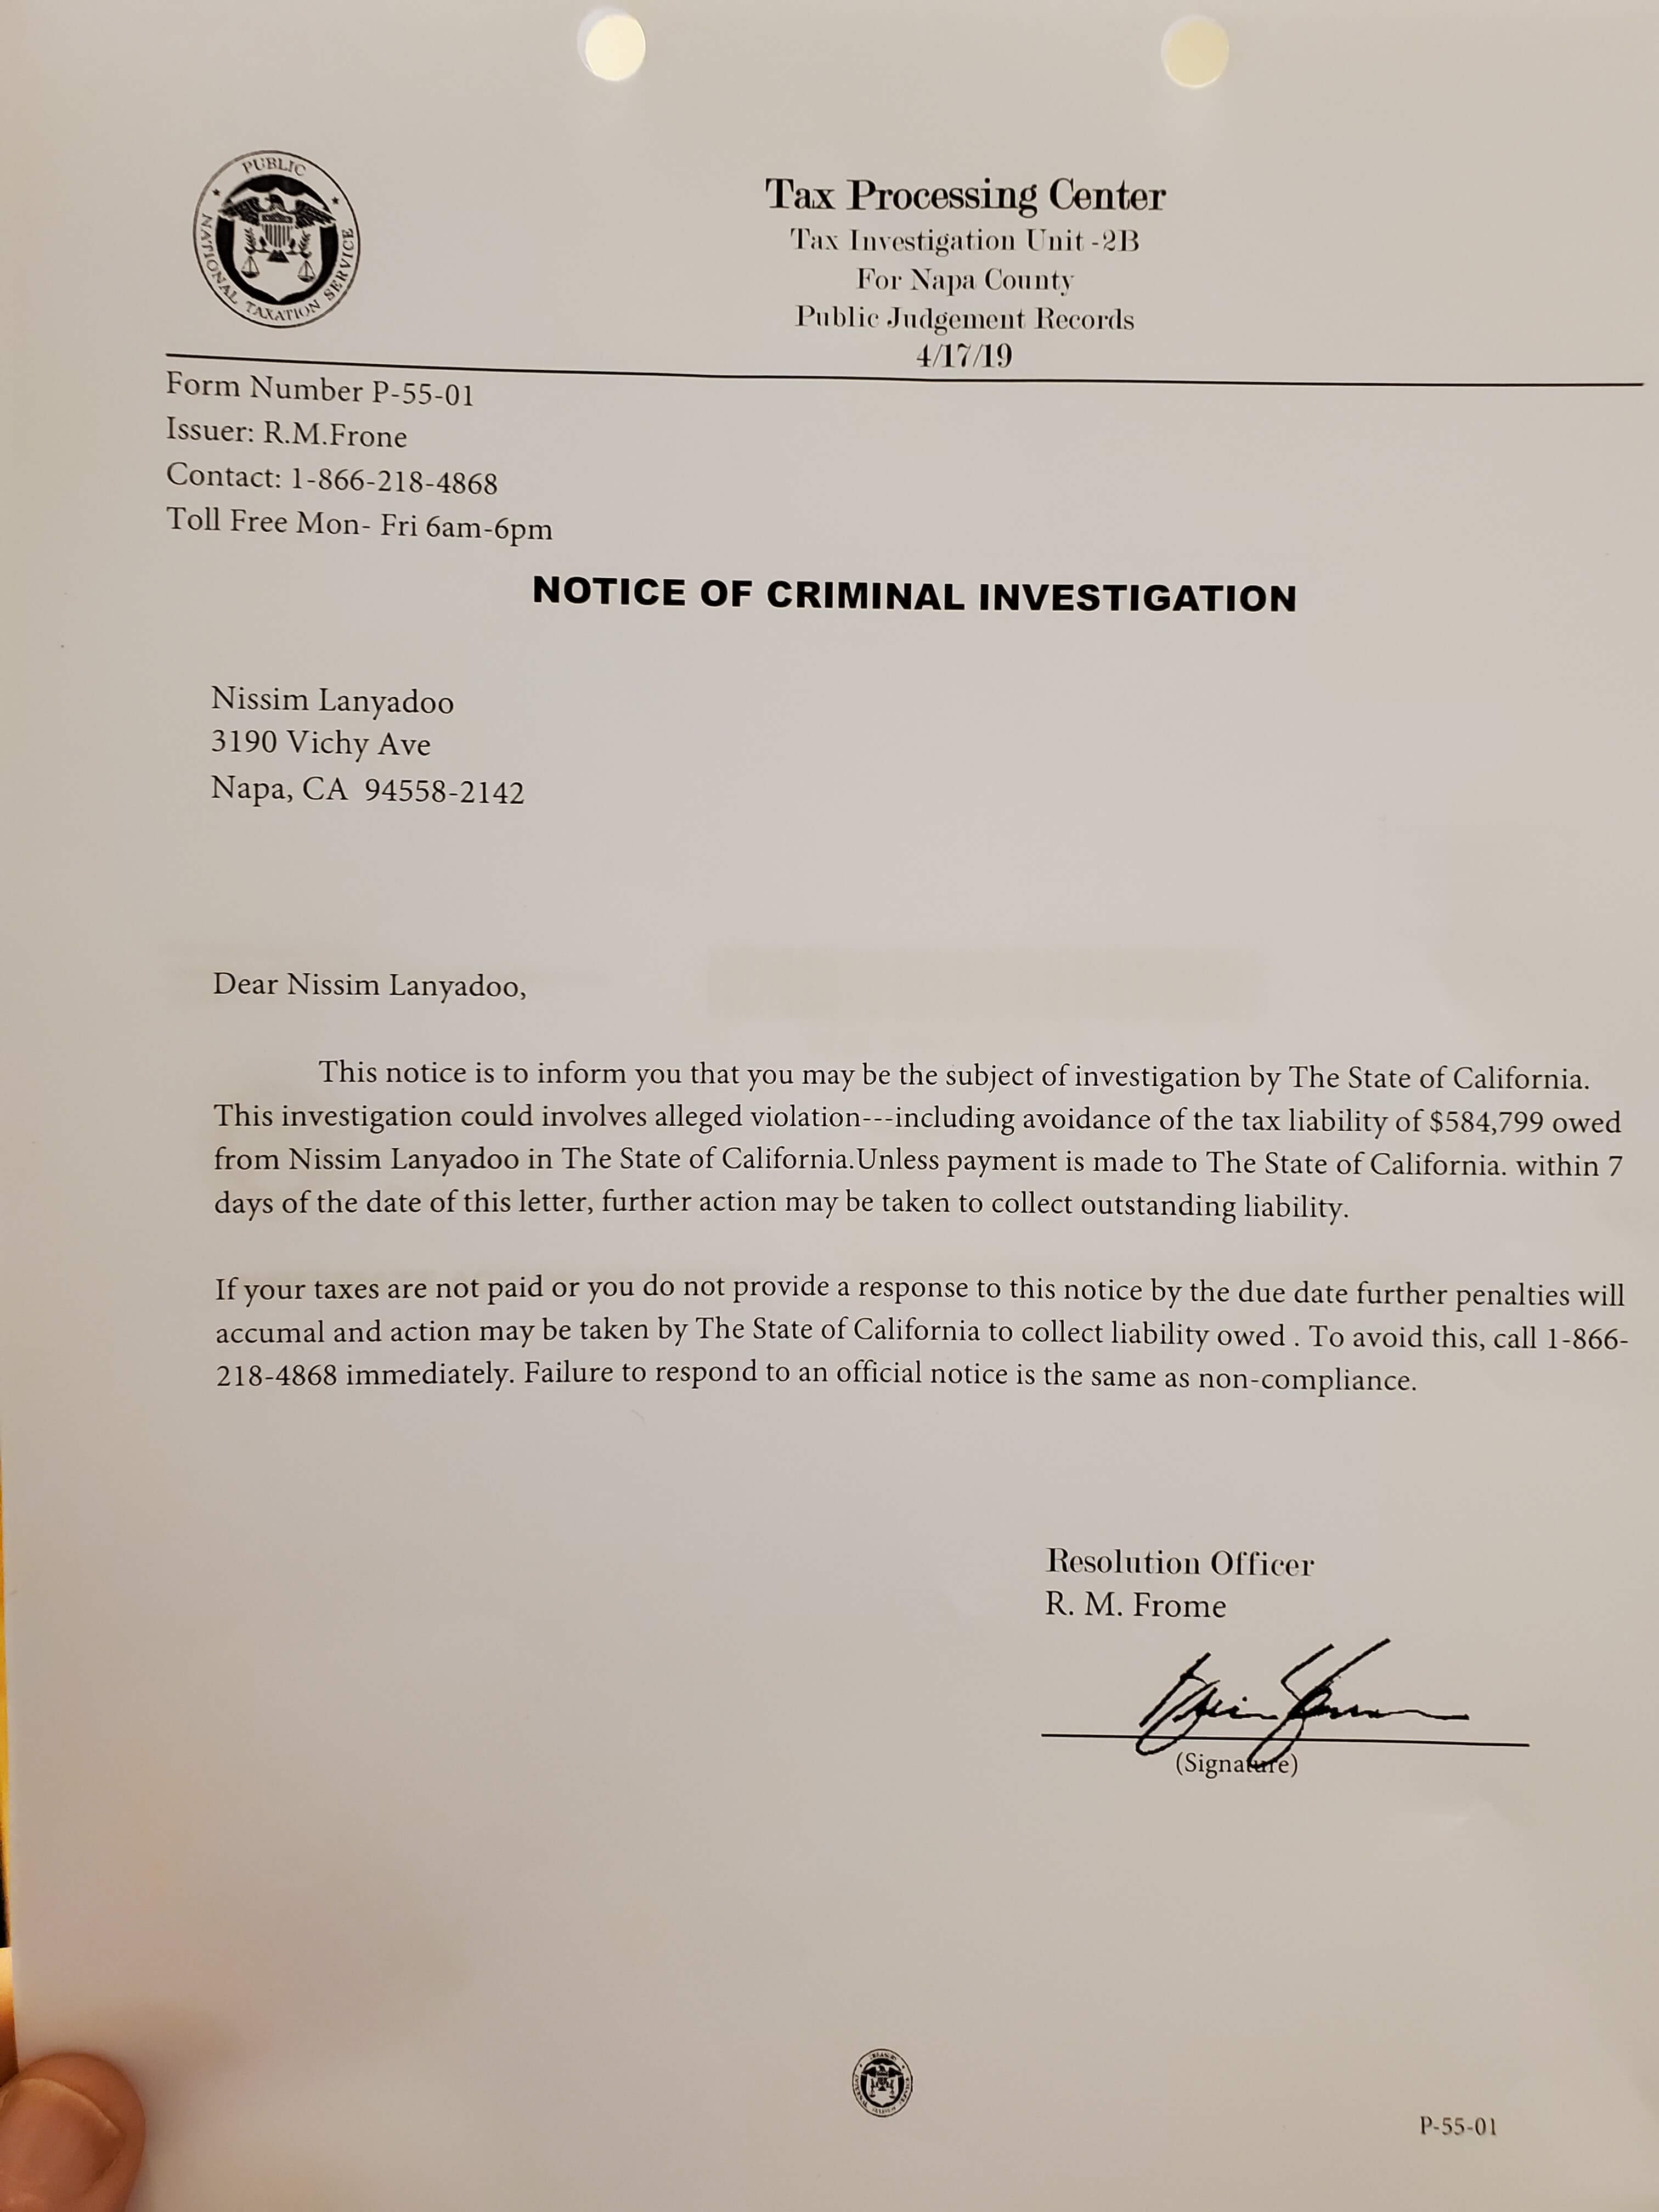 PUBLIC
NATIONAL TAXATION SERVICE
Tax Processing Center
Tax Investigation Unit -2B
For Napa County
Public Judgement Records
4/17/19
Form Number P-55-01
Issuer: R.M.Frone
Contact: 1-866-218-4868
Toll Free Mon- Fri 6am-6pm
NOTICE OF CRIMINAL INVESTIGATION
Nissim Lanyadoo
3190 Vichy Ave
Napa, CA 94558-2142
Dear Nissim Lanyadoo,
This notice is to inform you that you may be the subject of investigation by The State of California.
This investigation could involves alleged violation---including avoidance of the tax liability of $584,799 owed
from Nissim Lanyadoo in The State of California.Unless payment is made to The State of California. within 7
days of the date of this letter, further action may be taken to collect outstanding liability.
If your taxes are not paid or you do not provide a response to this notice by the due date further penalties will
accumal and action may be taken by The State of California to collect liability owed . To avoid this, call 1-866-
218-4868 immediately. Failure to respond to an official notice is the same as non-compliance.
Resolution Officer
R. M. Frome
(Signature)
P-55-01